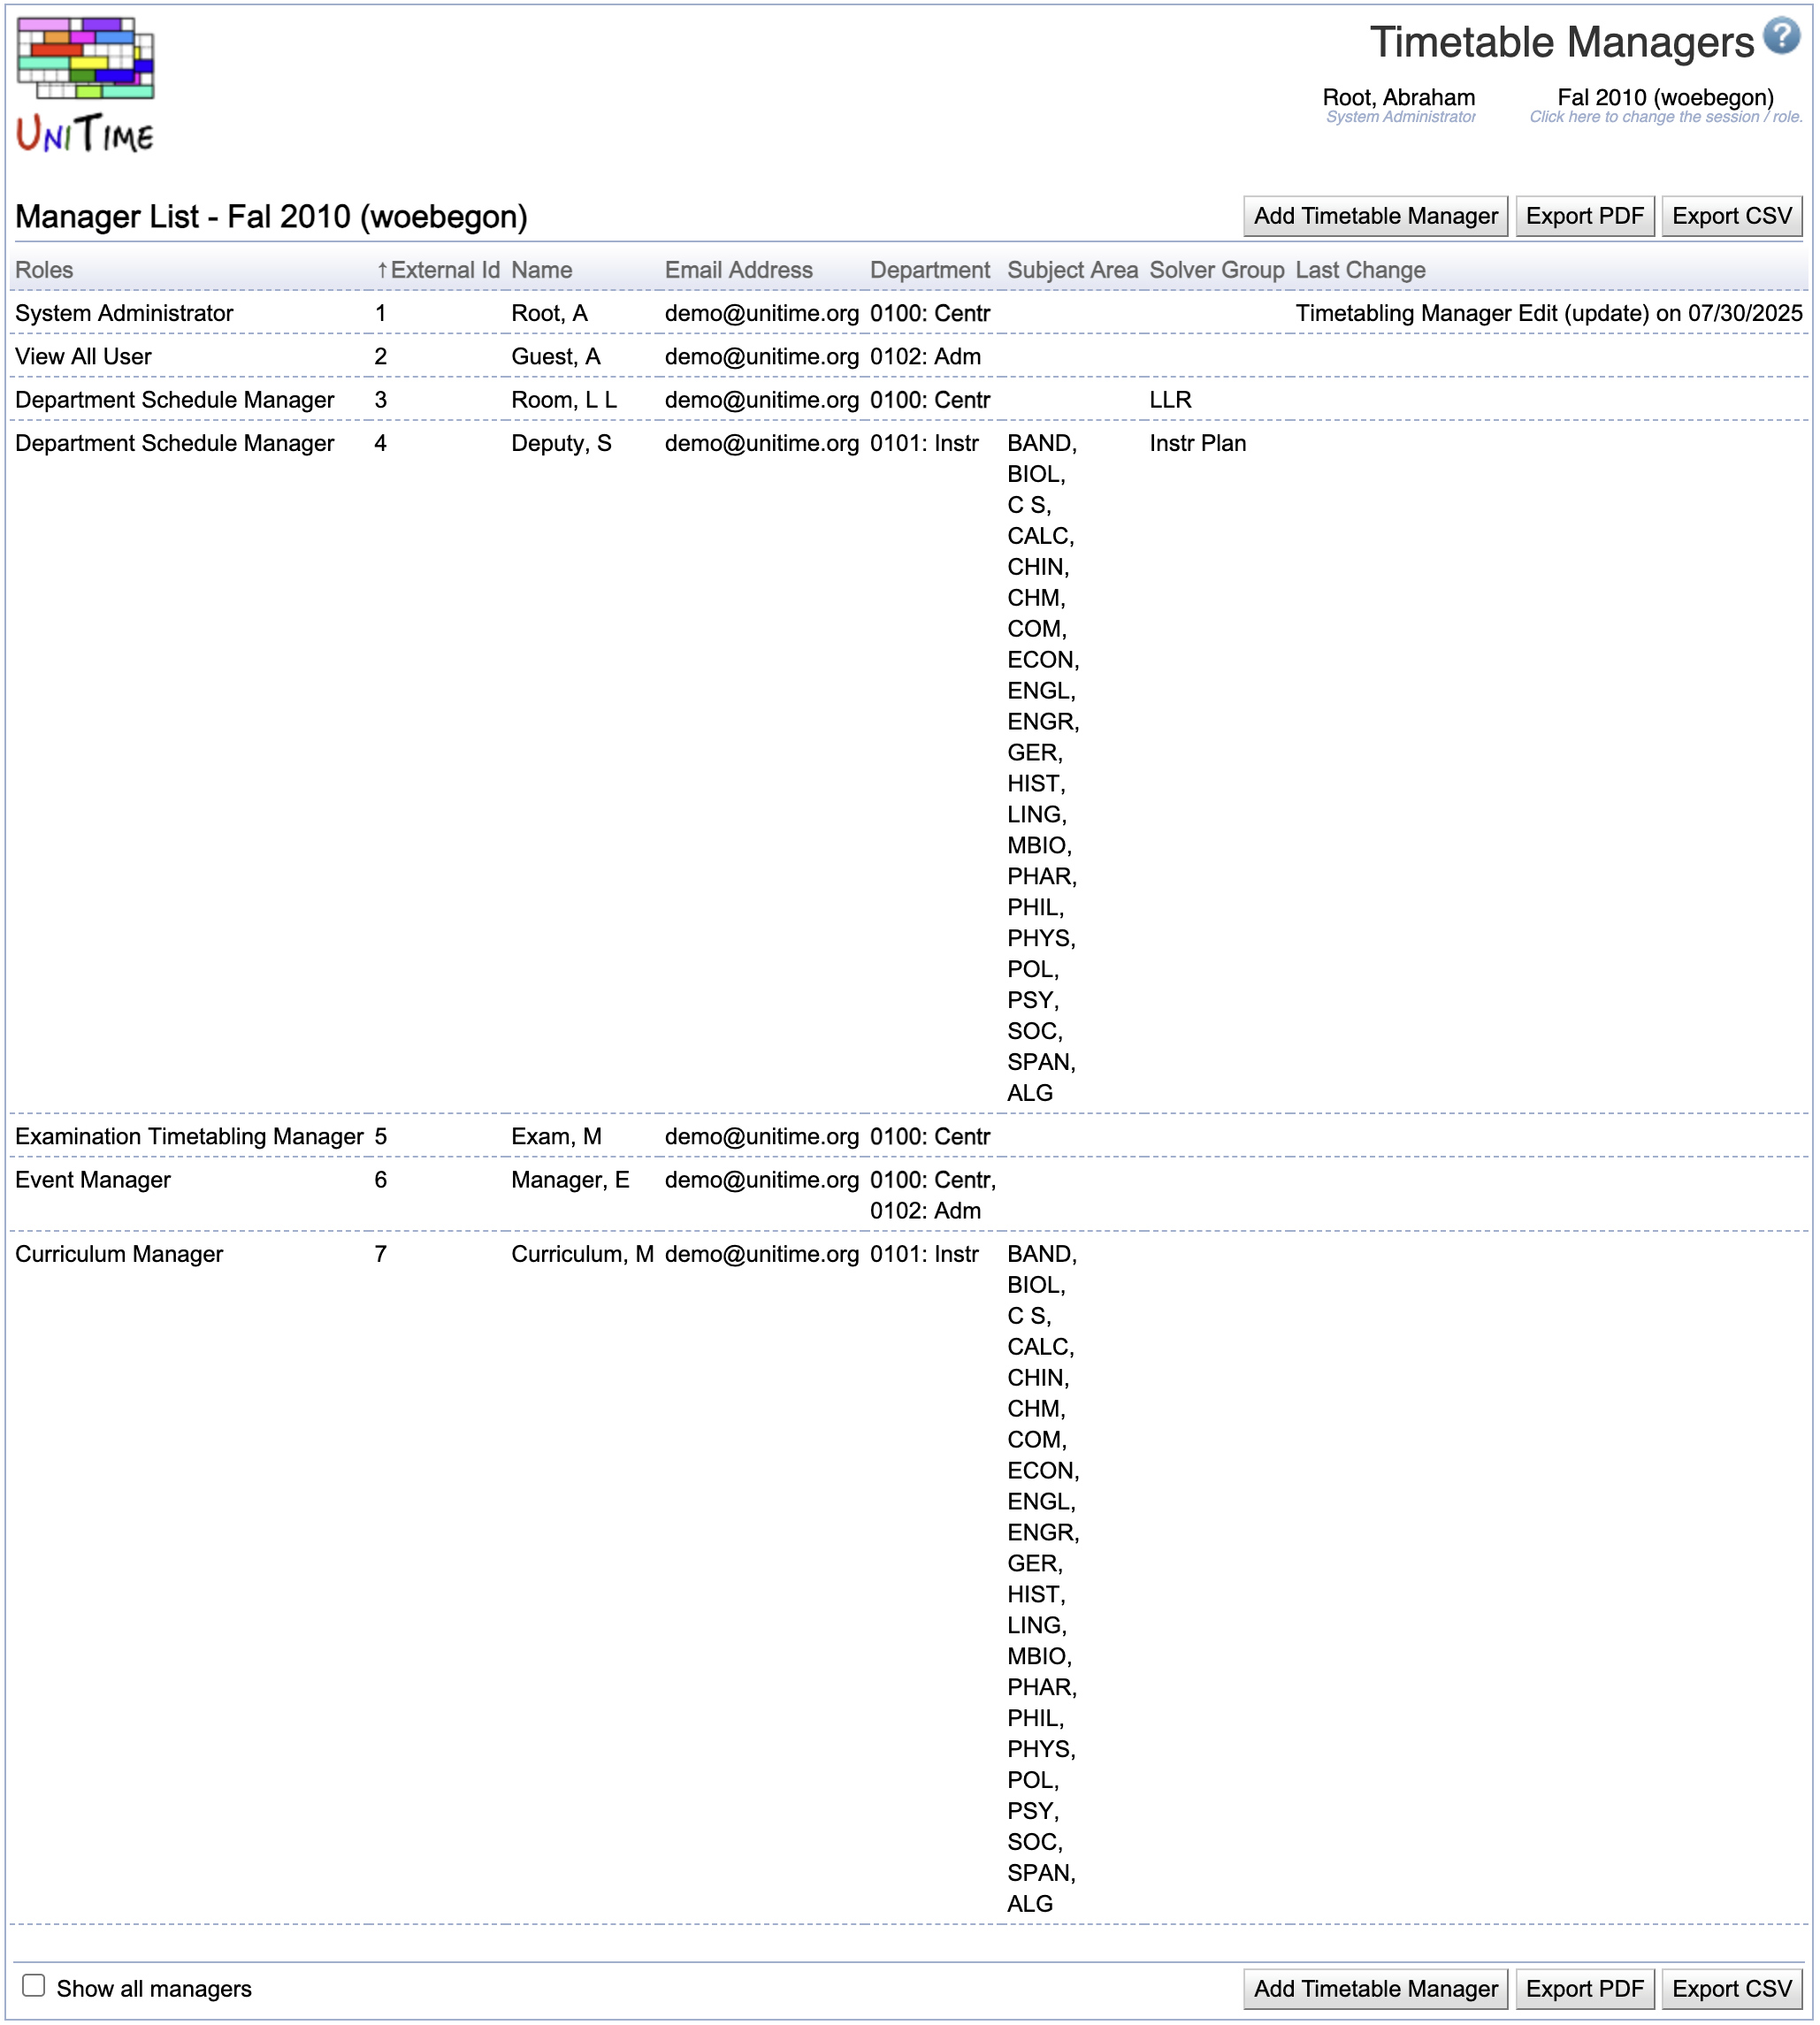 Timetable Managers
UNITIME
Root, Abraham
System Administrator
Fal 2010 (woebegon)
Click here to change the session / role.
Manager List - Fal 2010 (woebegon)
Add Timetable Manager Export PDF Export CSV
Roles ↑External Id Name Email Address Department Subject Area Solver Group Last Change
System Administrator 1 Root, A demo@unitime.org 0100: Centr Timetabling Manager Edit (update) on 07/30/2025
View All User 2 Guest, A demo@unitime.org 0102: Adm
Department Schedule Manager 3 Room, L L demo@unitime.org 0100: Centr LLR
Department Schedule Manager 4 Deputy, S demo@unitime.org 0101: Instr BAND, Instr Plan
BIOL,
C S,
CALC,
CHIN,
CHM,
COM,
ECON,
ENGL,
ENGR,
GER,
HIST,
LING,
MBIO,
PHAR,
PHIL,
PHYS,
POL,
PSY,
SOC,
SPAN,
ALG
Examination Timetabling Manager 5 Exam, M demo@unitime.org 0100: Centr
Event Manager 6 Manager, E demo@unitime.org 0100: Centr,
0102: Adm
Curriculum Manager 7 Curriculum, M demo@unitime.org 0101: Instr BAND,
BIOL,
C S,
CALC,
CHIN,
CHM,
COM,
ECON,
ENGL,
ENGR,
GER,
HIST,
LING,
MBIO,
PHAR,
PHIL,
PHYS,
POL,
PSY,
SOC,
SPAN,
ALG
Show all managers Add Timetable Manager Export PDF Export CSV